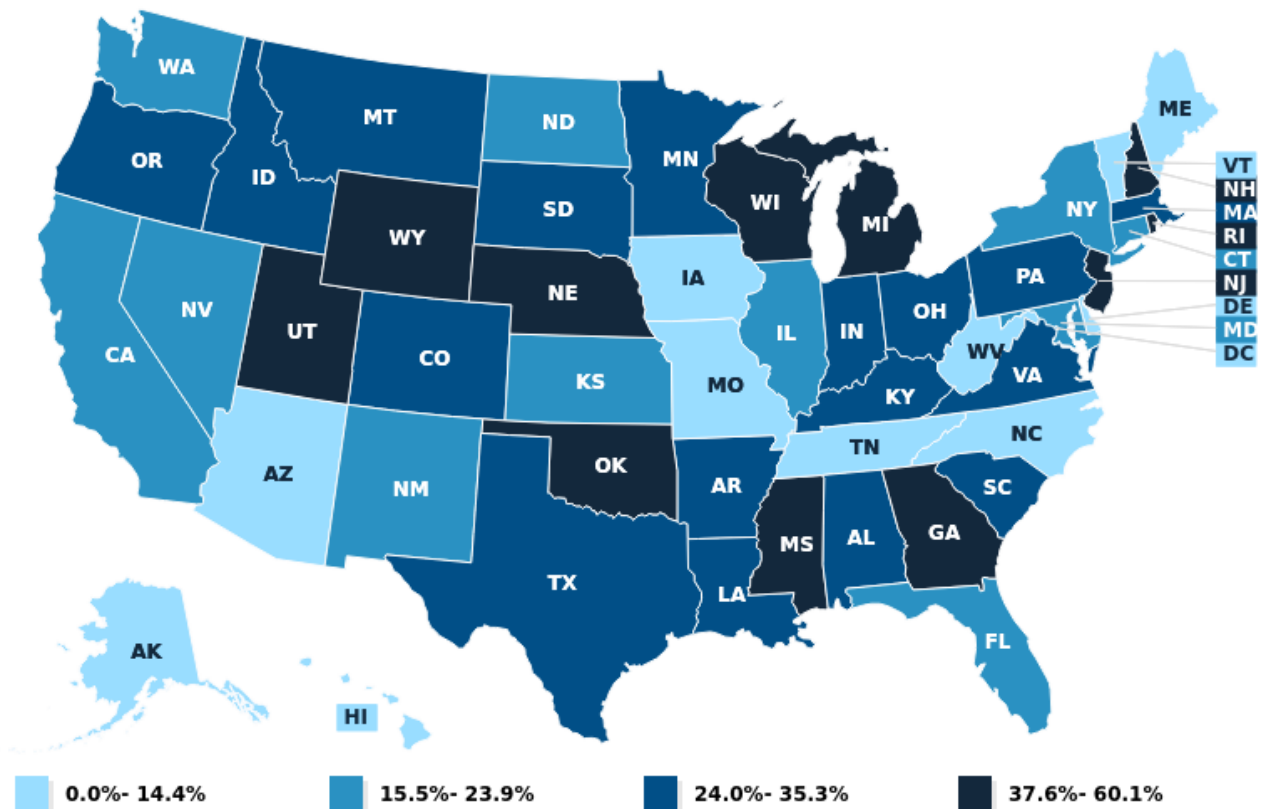 WA
MT
ND
ME
OR
ID
MN
VT
NH
SD
WI
NY
MA
WY
MI
RI
CT
PA
NJ
IA
NE
DE
NV
UT
OH
IL
IN
MD
CA
CO
WV
DC
KS
MO
VA
KY
NC
TN
AZ
OK
NM
AR
SC
GA
MS
AL
TX
LA
FL
AK
HI
0.0%- 14.4% 15.5%- 23.9% 24.0%- 35.3% 37.6%- 60.1%